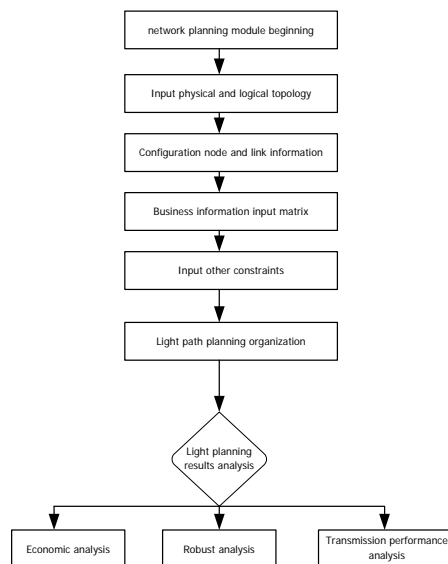 network planning module beginning
Input physical and logical topology
Configuration node and link information
Business information input matrix
Input other constraints
Light path planning organization
Light planning
results analysis
Economic analysis
Robust analysis
Transmission performance
analysis